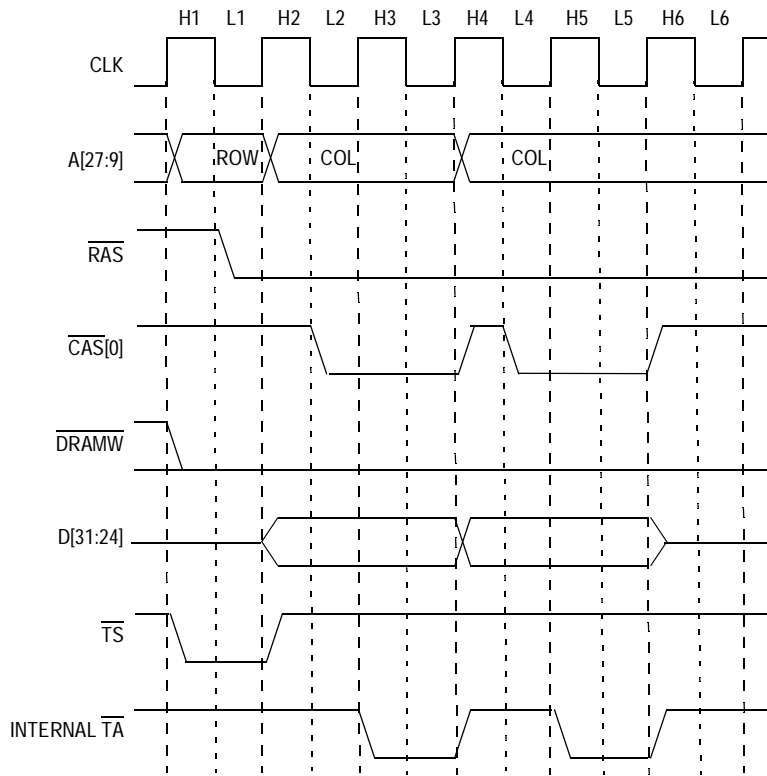 H1 L1 H2 L2 H3 L3 H4 L4 H5 L5 H6 L6
CLK
A[27:9] ROW COL COL
RAS
CAS[0]
DRAMW
D[31:24]
TS
INTERNAL TA